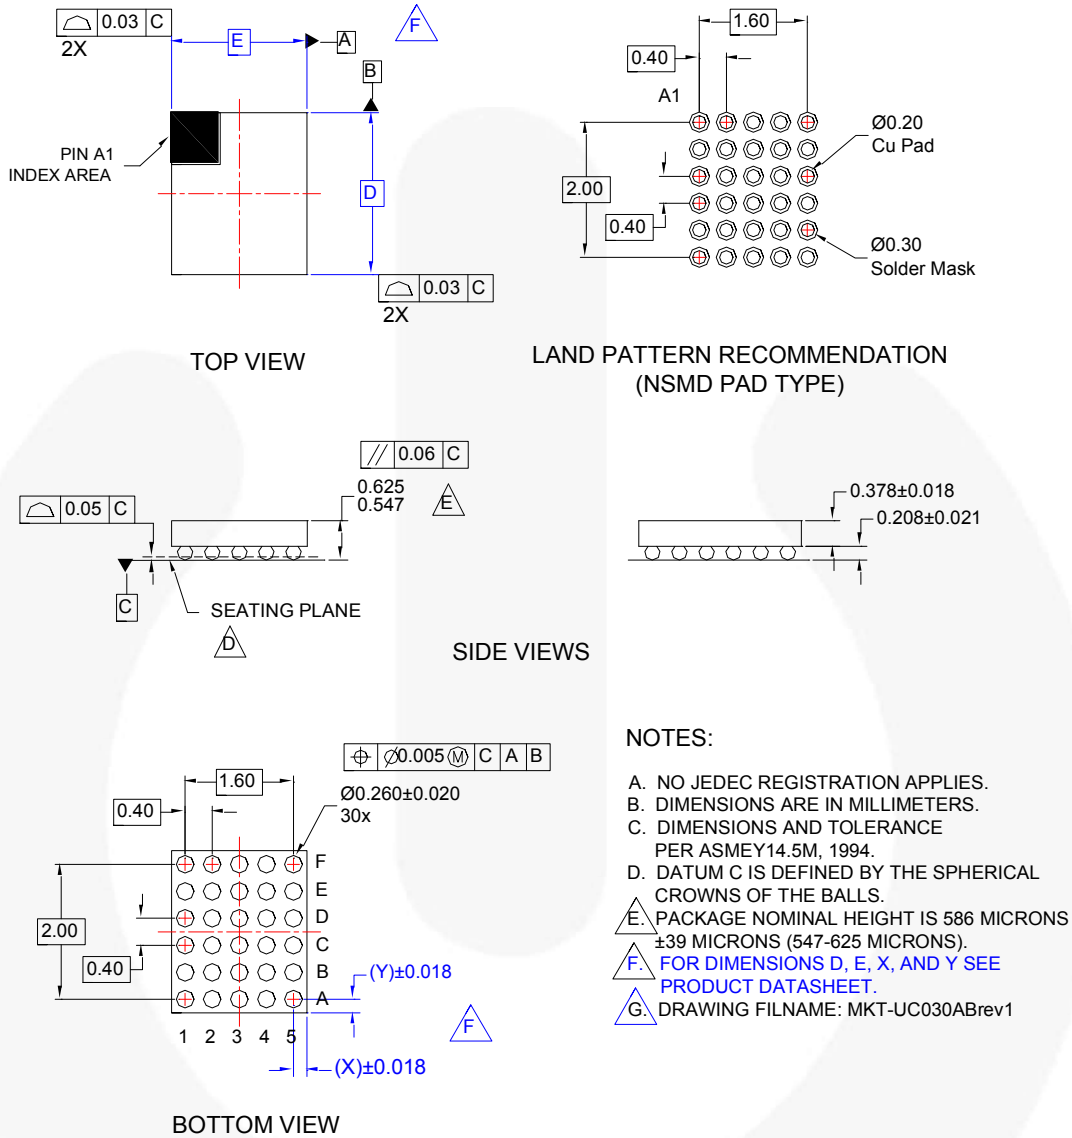 0.03 C
2X
E
A
F
B
PIN A1
INDEX AREA
D
0.03 C
2X
TOP VIEW
1.60
0.40
A1
Ø0.20
Cu Pad
2.00
0.40
Ø0.30
Solder Mask
LAND PATTERN RECOMMENDATION
(NSMD PAD TYPE)
// 0.06 C
0.625
0.547
E
0.05 C
C
SEATING PLANE
D
0.378±0.018
0.208±0.021
SIDE VIEWS
Ø0.005 Ⓜ C A B
1.60
Ø0.260±0.020
30x
0.40
F
E
D
C
B
A
2.00
0.40
(Y)±0.018
1 2 3 4 5
F
(X)±0.018
BOTTOM VIEW
NOTES:
A. NO JEDEC REGISTRATION APPLIES.
B. DIMENSIONS ARE IN MILLIMETERS.
C. DIMENSIONS AND TOLERANCE
PER ASMEY14.5M, 1994.
D. DATUM C IS DEFINED BY THE SPHERICAL
CROWNS OF THE BALLS.
E. PACKAGE NOMINAL HEIGHT IS 586 MICRONS
±39 MICRONS (547-625 MICRONS).
F. FOR DIMENSIONS D, E, X, AND Y SEE
PRODUCT DATASHEET.
G. DRAWING FILNAME: MKT-UC030ABrev1